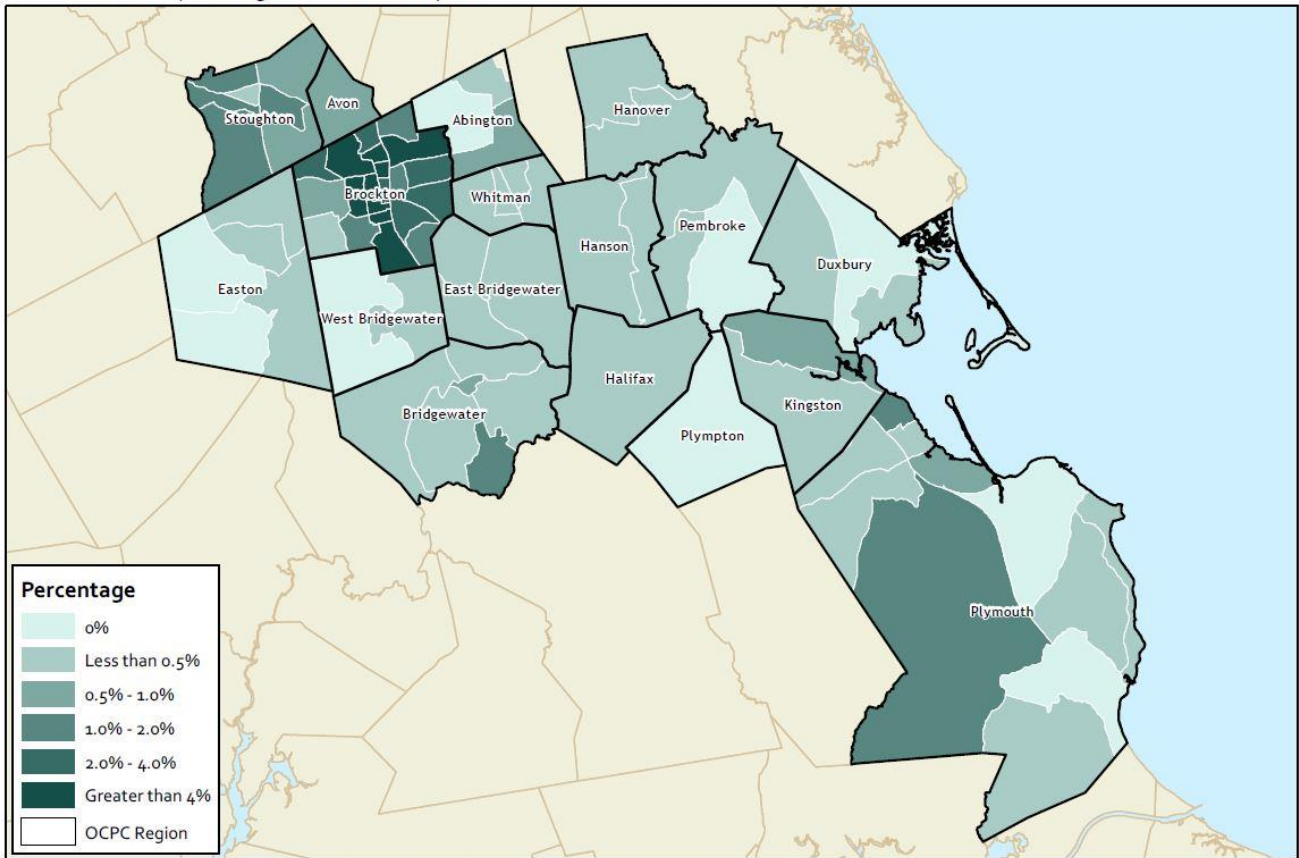 Stoughton
Avon
Abington
Hanover
Brockton
Whitman
Hanson
Pembroke
Duxbury
Easton
West Bridgewater
East Bridgewater
Bridgewater
Halifax
Kingston
Plympton
Plymouth
Percentage
0%
Less than 0.5%
0.5% - 1.0%
1.0% - 2.0%
2.0% - 4.0%
Greater than 4%
OCPC Region